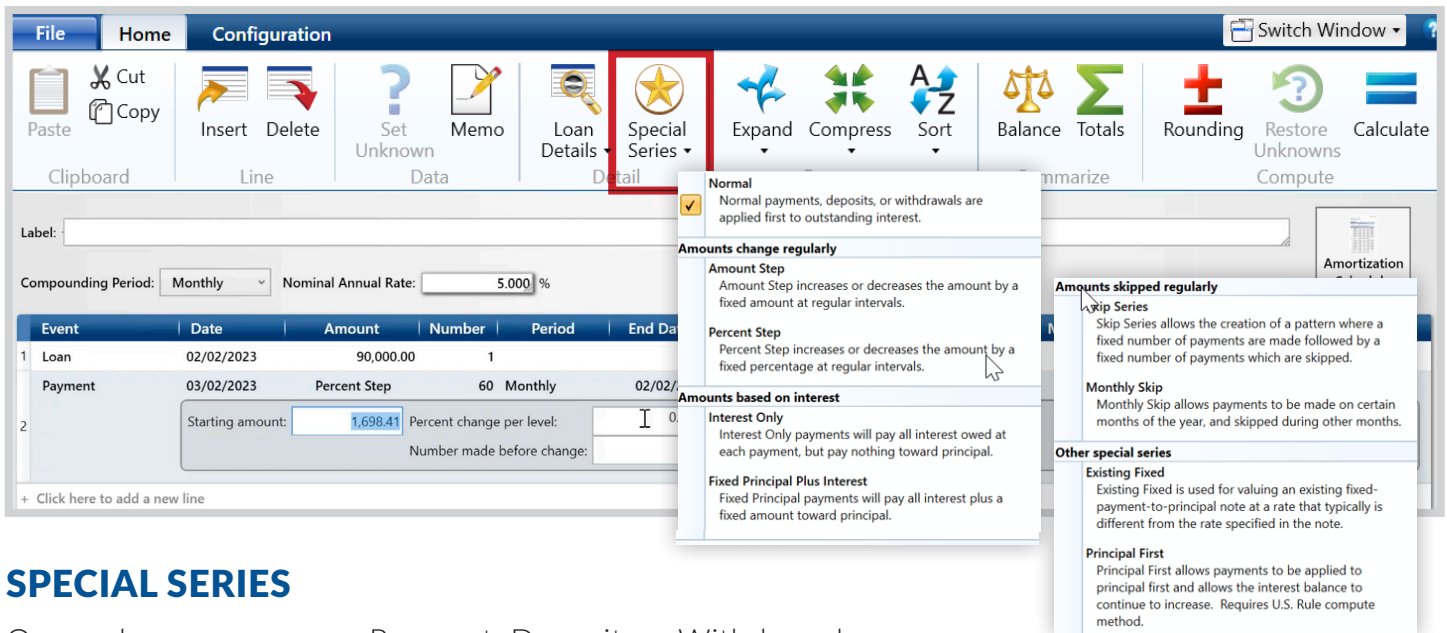 File Home Configuration Switch Window
Paste Cut
Copy
Insert Delete Set Unknown Memo Loan Details Special Series Expand Compress Sort Balance Totals Rounding Restore Unknowns Calculate
Clipboard Line Data Detail Compute
Normal
Normal payments, deposits, or withdrawals are
applied first to outstanding interest.
Amounts change regularly
Amount Step
Amount Step increases or decreases the amount by a
fixed amount at regular intervals.
Percent Step
Percent Step increases or decreases the amount by a
fixed percentage at regular intervals.
Amounts based on interest
Interest Only
Interest Only payments will pay all interest owed at
each payment, but pay nothing toward principal.
Fixed Principal Plus Interest
Fixed Principal payments will pay all interest plus a
fixed amount toward principal.
Label:
Amortization
Compounding Period: Monthly Nominal Annual Rate: 5.000 %
Event Date Amount Number Period
1 Loan 02/02/2023 90,000.00 1
Payment 03/02/2023 Percent Step 60 Monthly
2 Starting amount: 1,698.41 Percent change per level:
Number made before change:
+ Click here to add a new line
Amounts skipped regularly
Skip Series
Skip Series allows the creation of a pattern where a
fixed number of payments are made followed by a
fixed number of payments which are skipped.
Monthly Skip
Monthly Skip allows payments to be made on certain
months of the year, and skipped during other months.
Other special series
Existing Fixed
Existing Fixed is used for valuing an existing fixed-
payment-to-principal note at a rate that typically is
different from the rate specified in the note.
Principal First
Principal First allows payments to be applied to
principal first and allows the interest balance to
continue to increase. Requires U.S. Rule compute
method.
SPECIAL SERIES